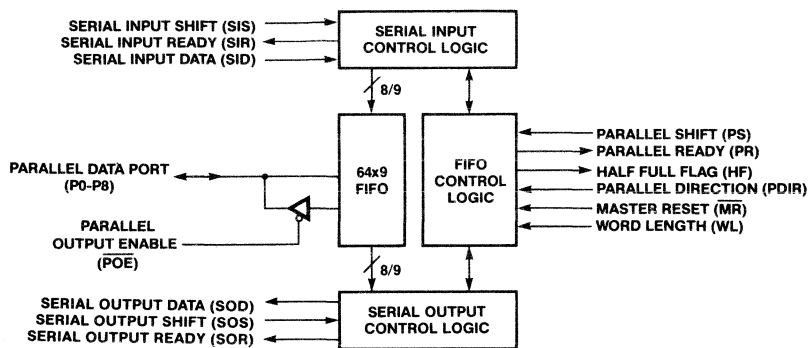 SERIAL INPUT SHIFT (SIS)
SERIAL INPUT READY (SIR)
SERIAL INPUT DATA (SID)
SERIAL INPUT
CONTROL LOGIC
8/9
PARALLEL DATA PORT
(P0-P8)
PARALLEL
OUTPUT ENABLE
(P̅O̅E̅)
64x9
FIFO
FIFO
CONTROL
LOGIC
PARALLEL SHIFT (PS)
PARALLEL READY (PR)
HALF FULL FLAG (HF)
PARALLEL DIRECTION (PDIR)
MASTER RESET (M̅R̅)
WORD LENGTH (WL)
8/9
SERIAL OUTPUT DATA (SOD)
SERIAL OUTPUT SHIFT (SOS)
SERIAL OUTPUT READY (SOR)
SERIAL OUTPUT
CONTROL LOGIC